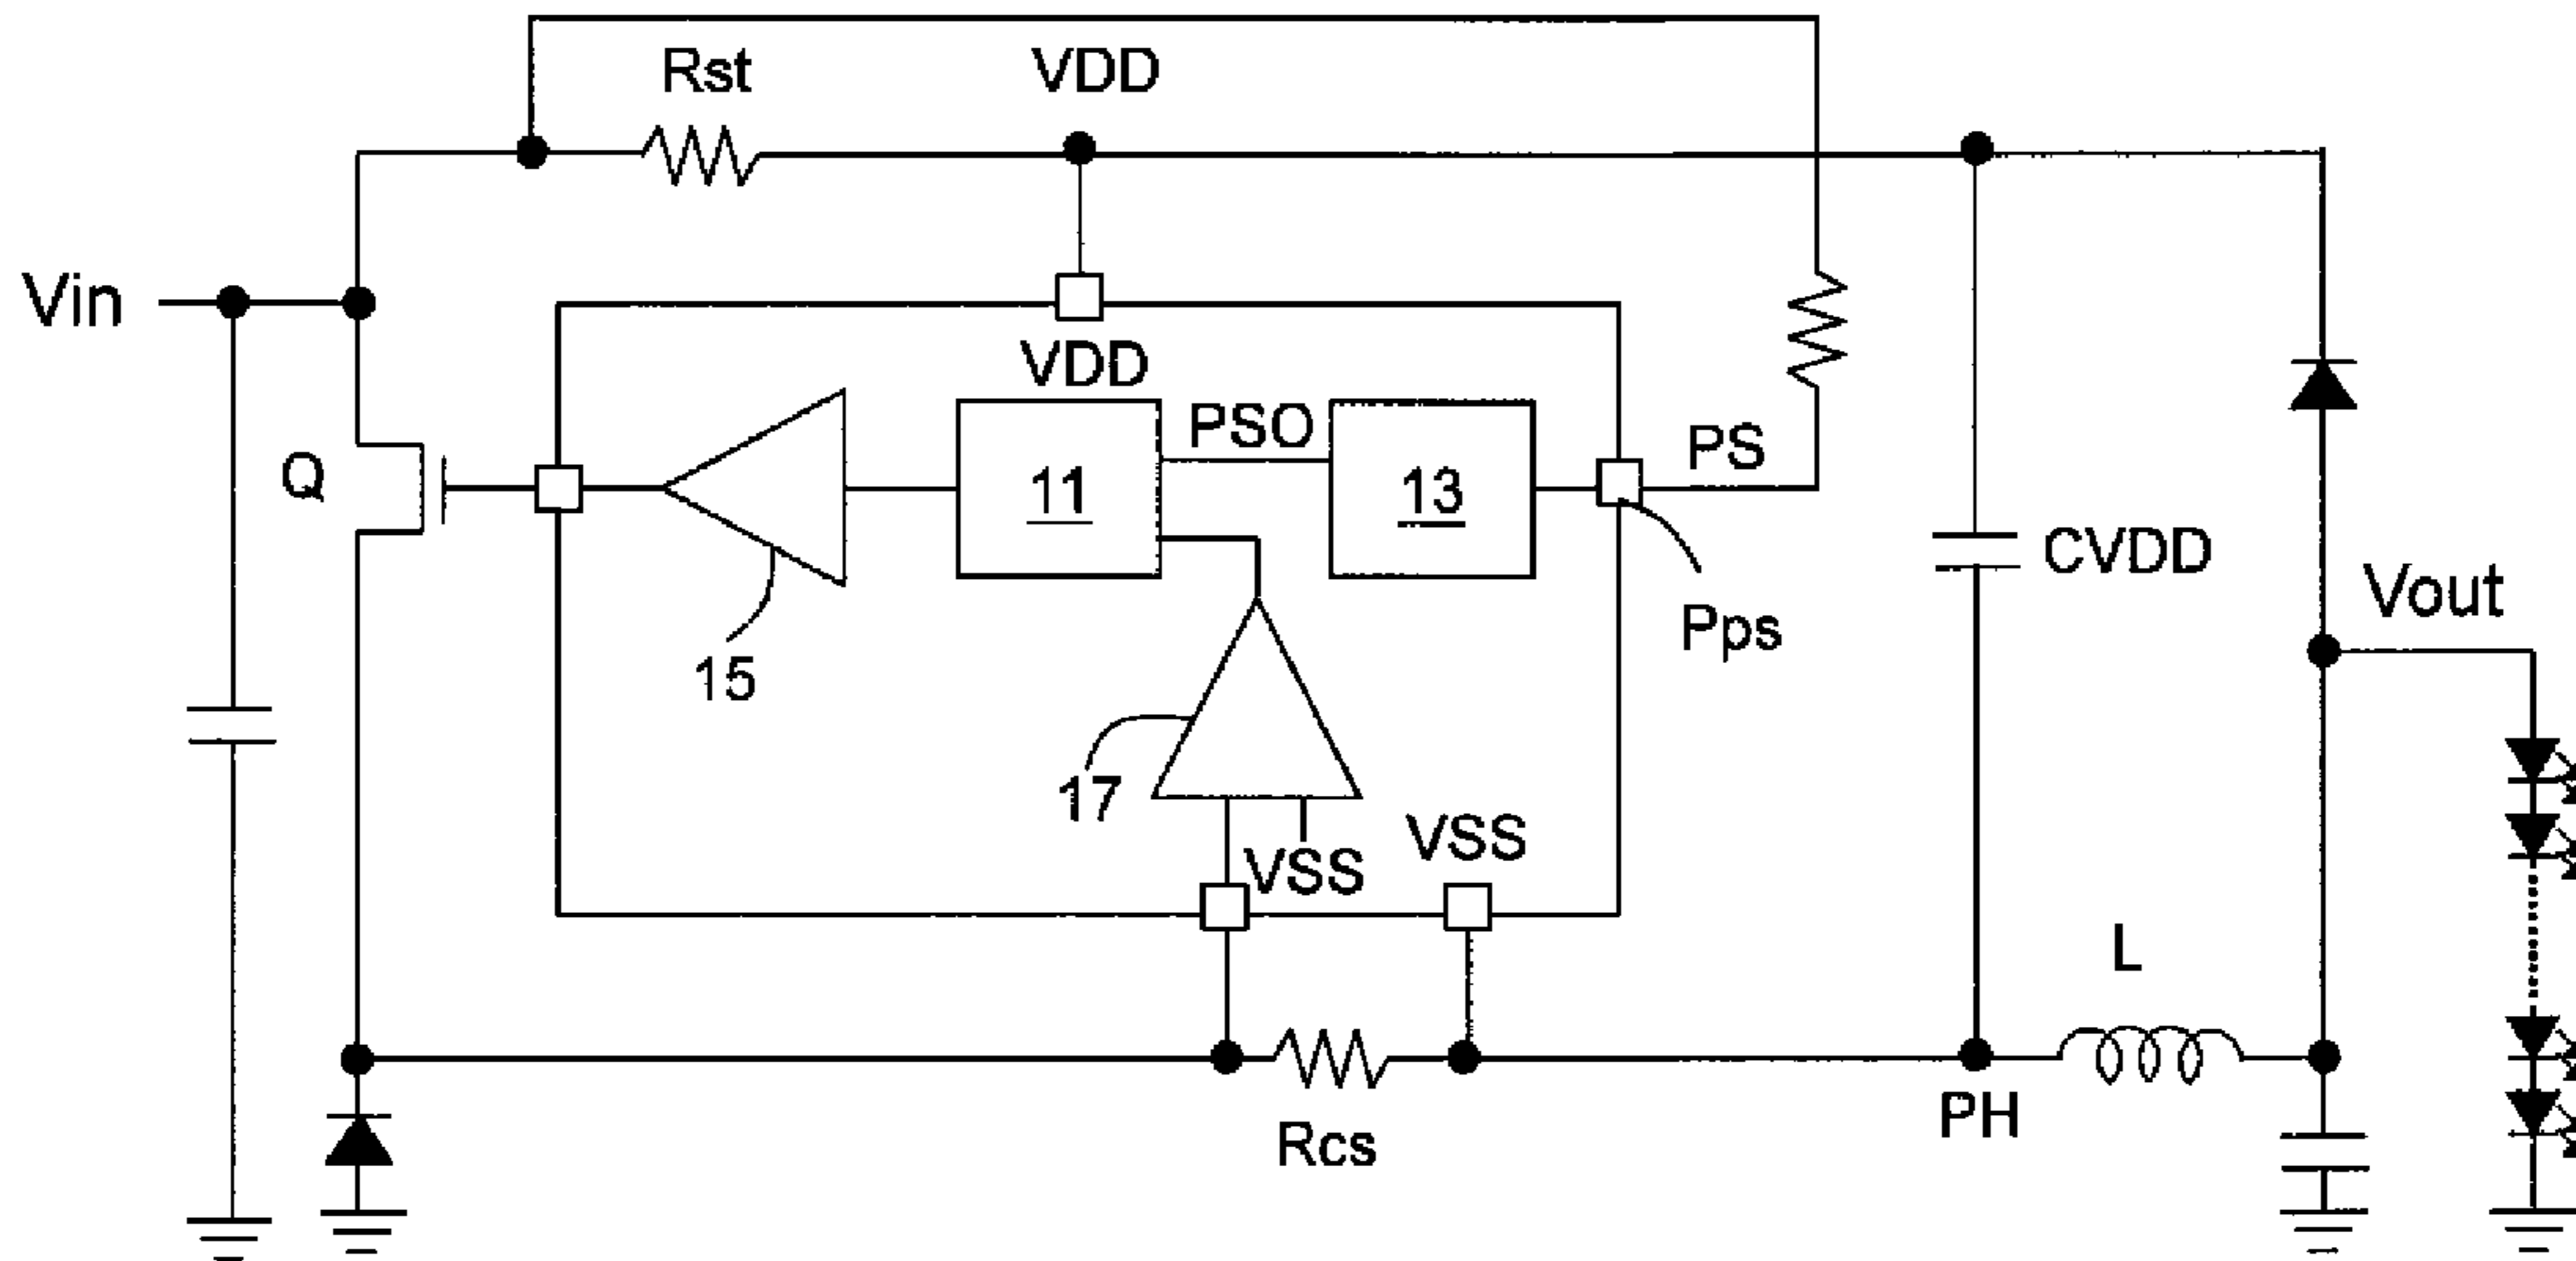 Rst
VDD
Vin
VDD
PSO
PS
Q
11
13
CVDD
Vout
Pps
15
17
VSS
VSS
L
PH
Rcs